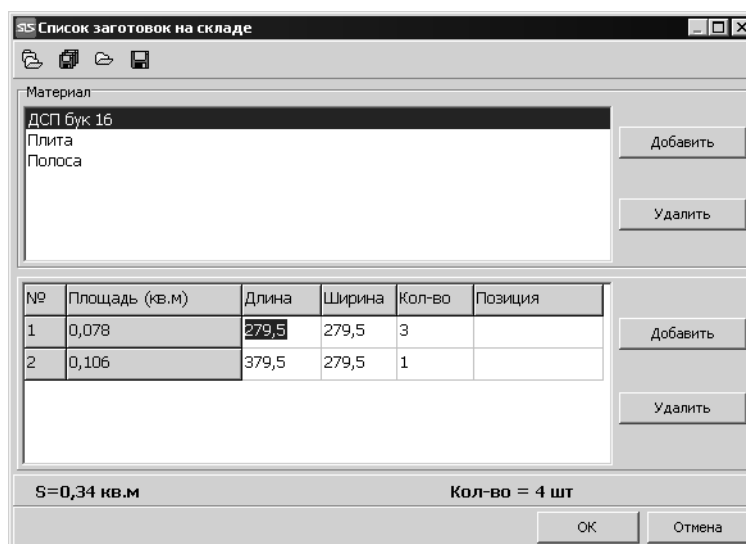 SLS Список заготовок на складе
Материал
ДСП бук 16
Плита
Полоса
Добавить
Удалить
№ Площадь (кв.м) Длина Ширина Кол-во Позиция
1 0,078 279,5 279,5 3
2 0,106 379,5 279,5 1
Добавить
Удалить
S=0,34 кв.м Кол-во = 4 шт
OK Отмена